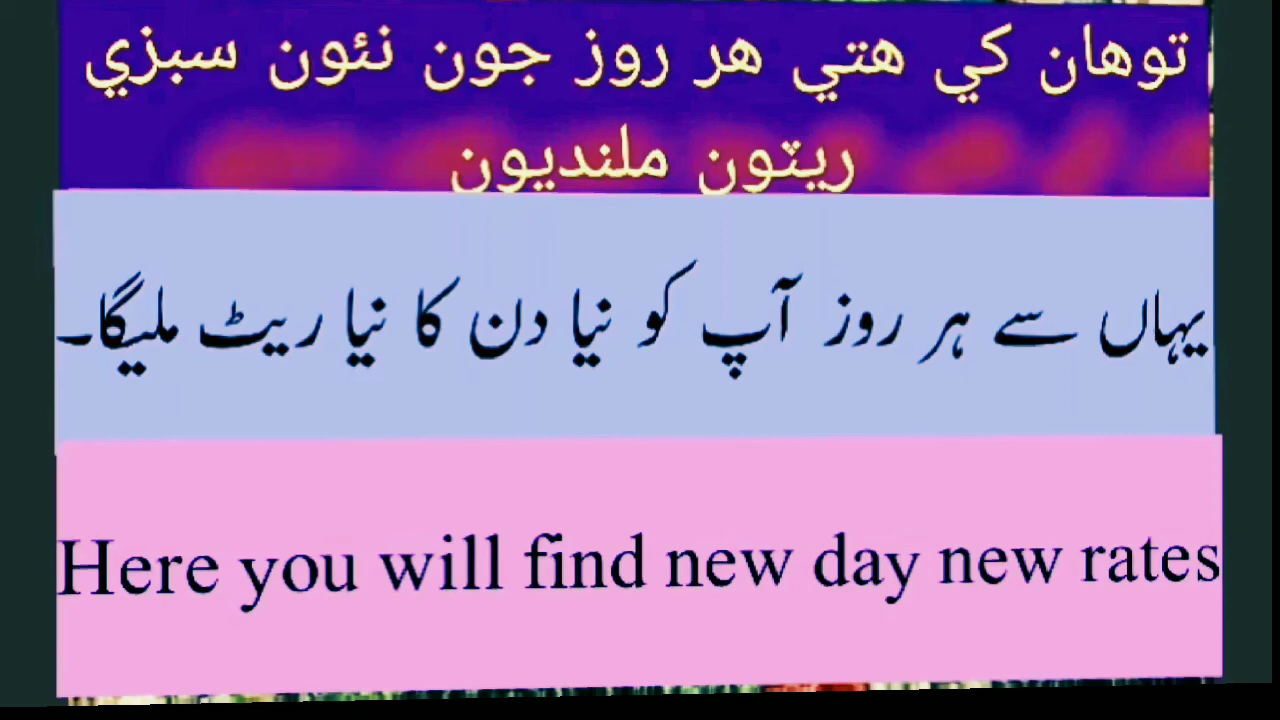 توهان کي هتي هر روز جون نئون سبزي
ريٽون ملنديون
یہاں سے ہر روز آپ کو نیا دن کا نیا ریٹ ملیگا۔
Here you will find new day new rates